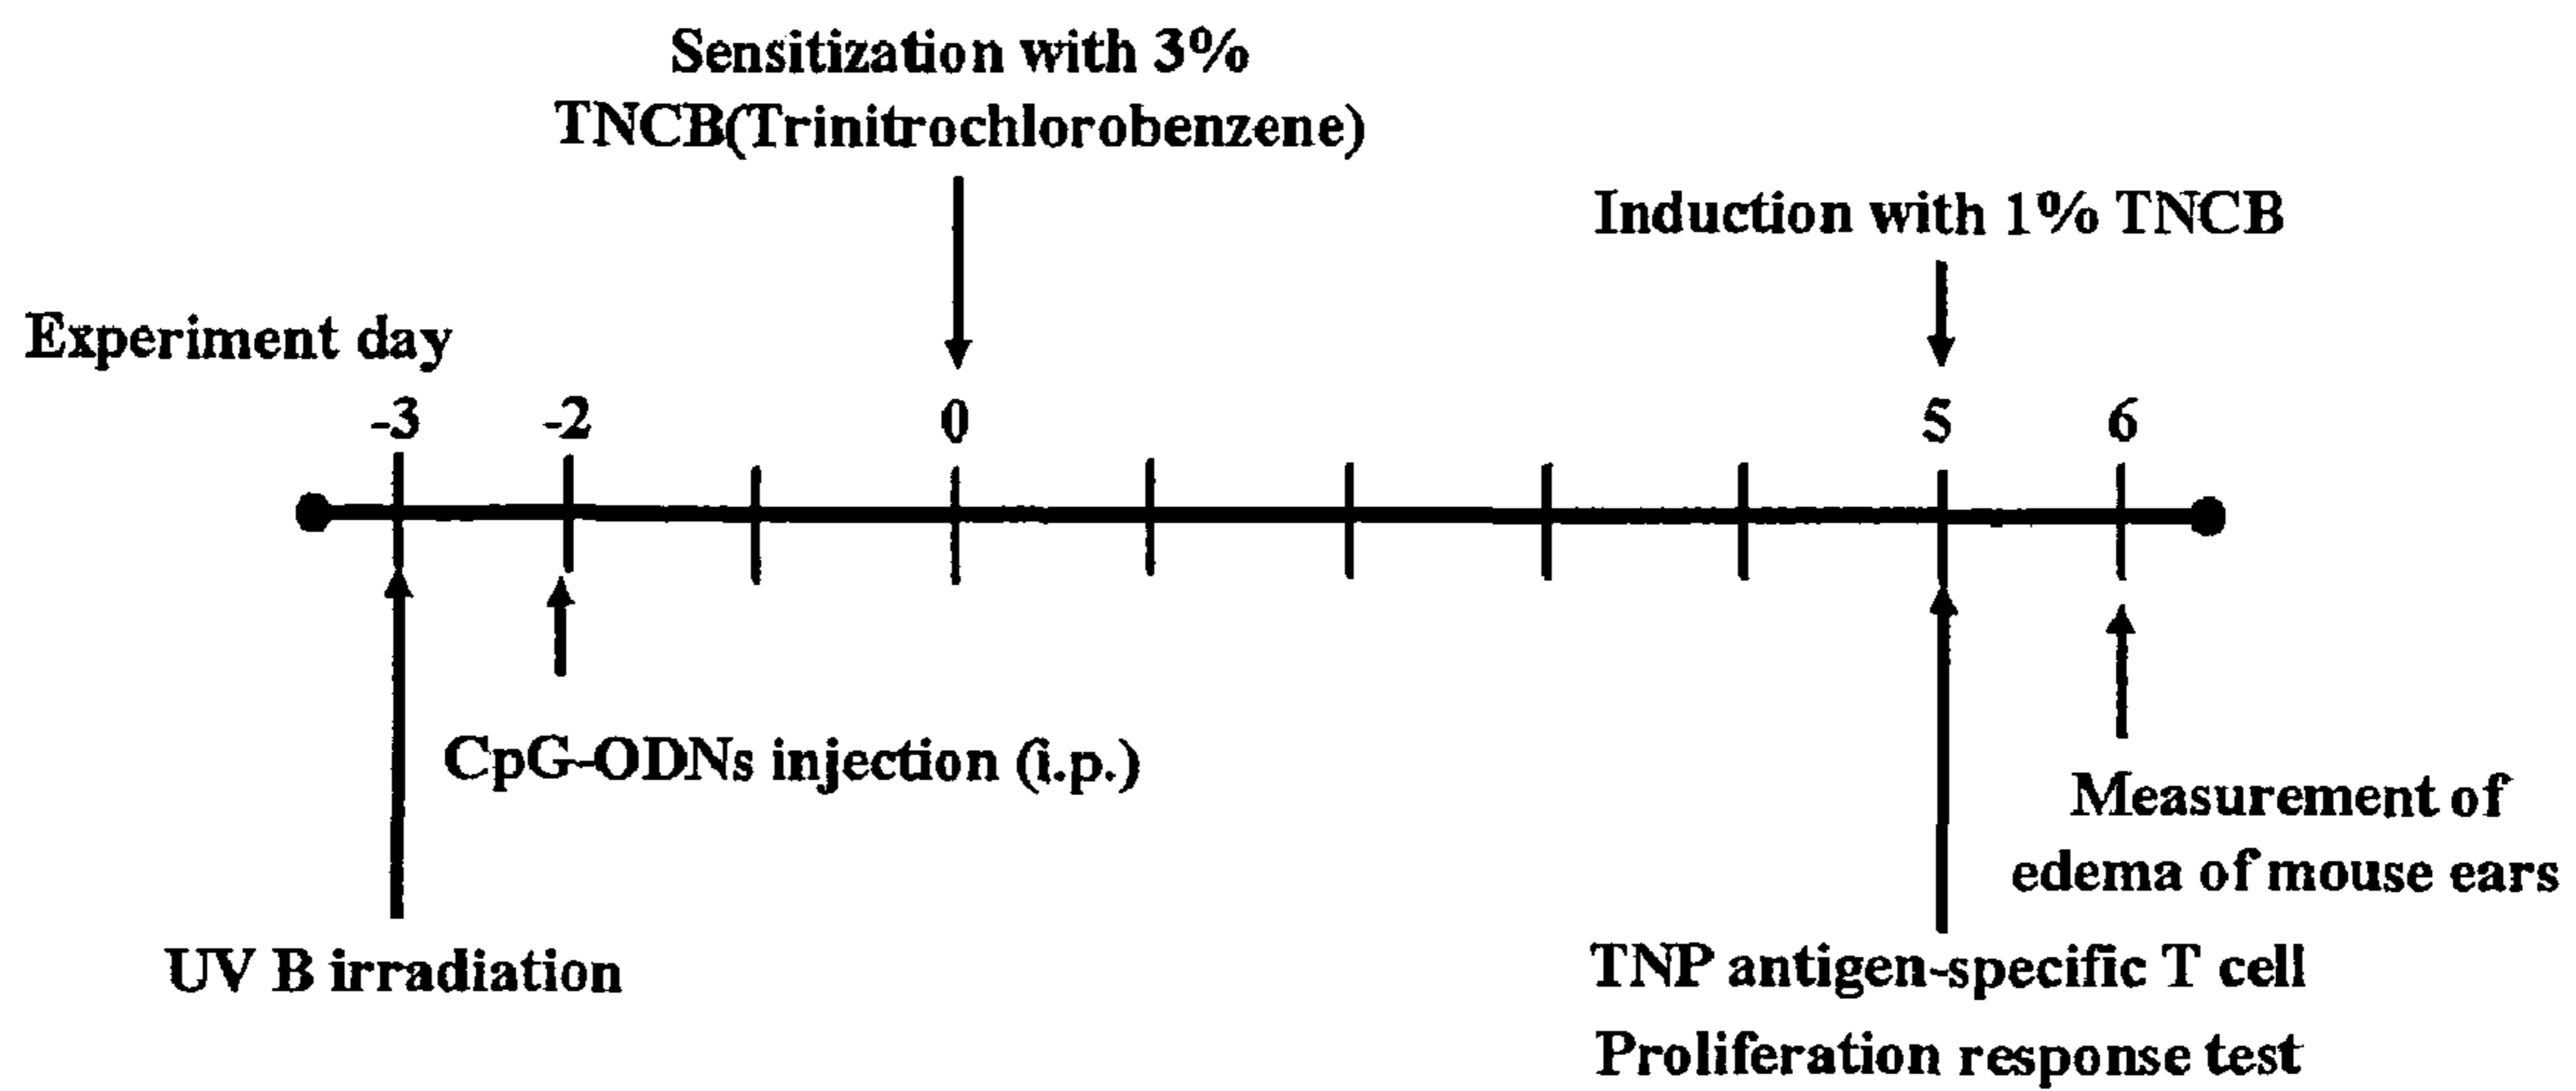 Sensitization with 3%
TNCB(Trinitrochlorobenzene)
Induction with 1% TNCB
Experiment day
-3 -2 0 5 6
CpG-ODNs injection (i.p.)
Measurement of
edema of mouse ears
UV B irradiation
TNP antigen-specific T cell
Proliferation response test